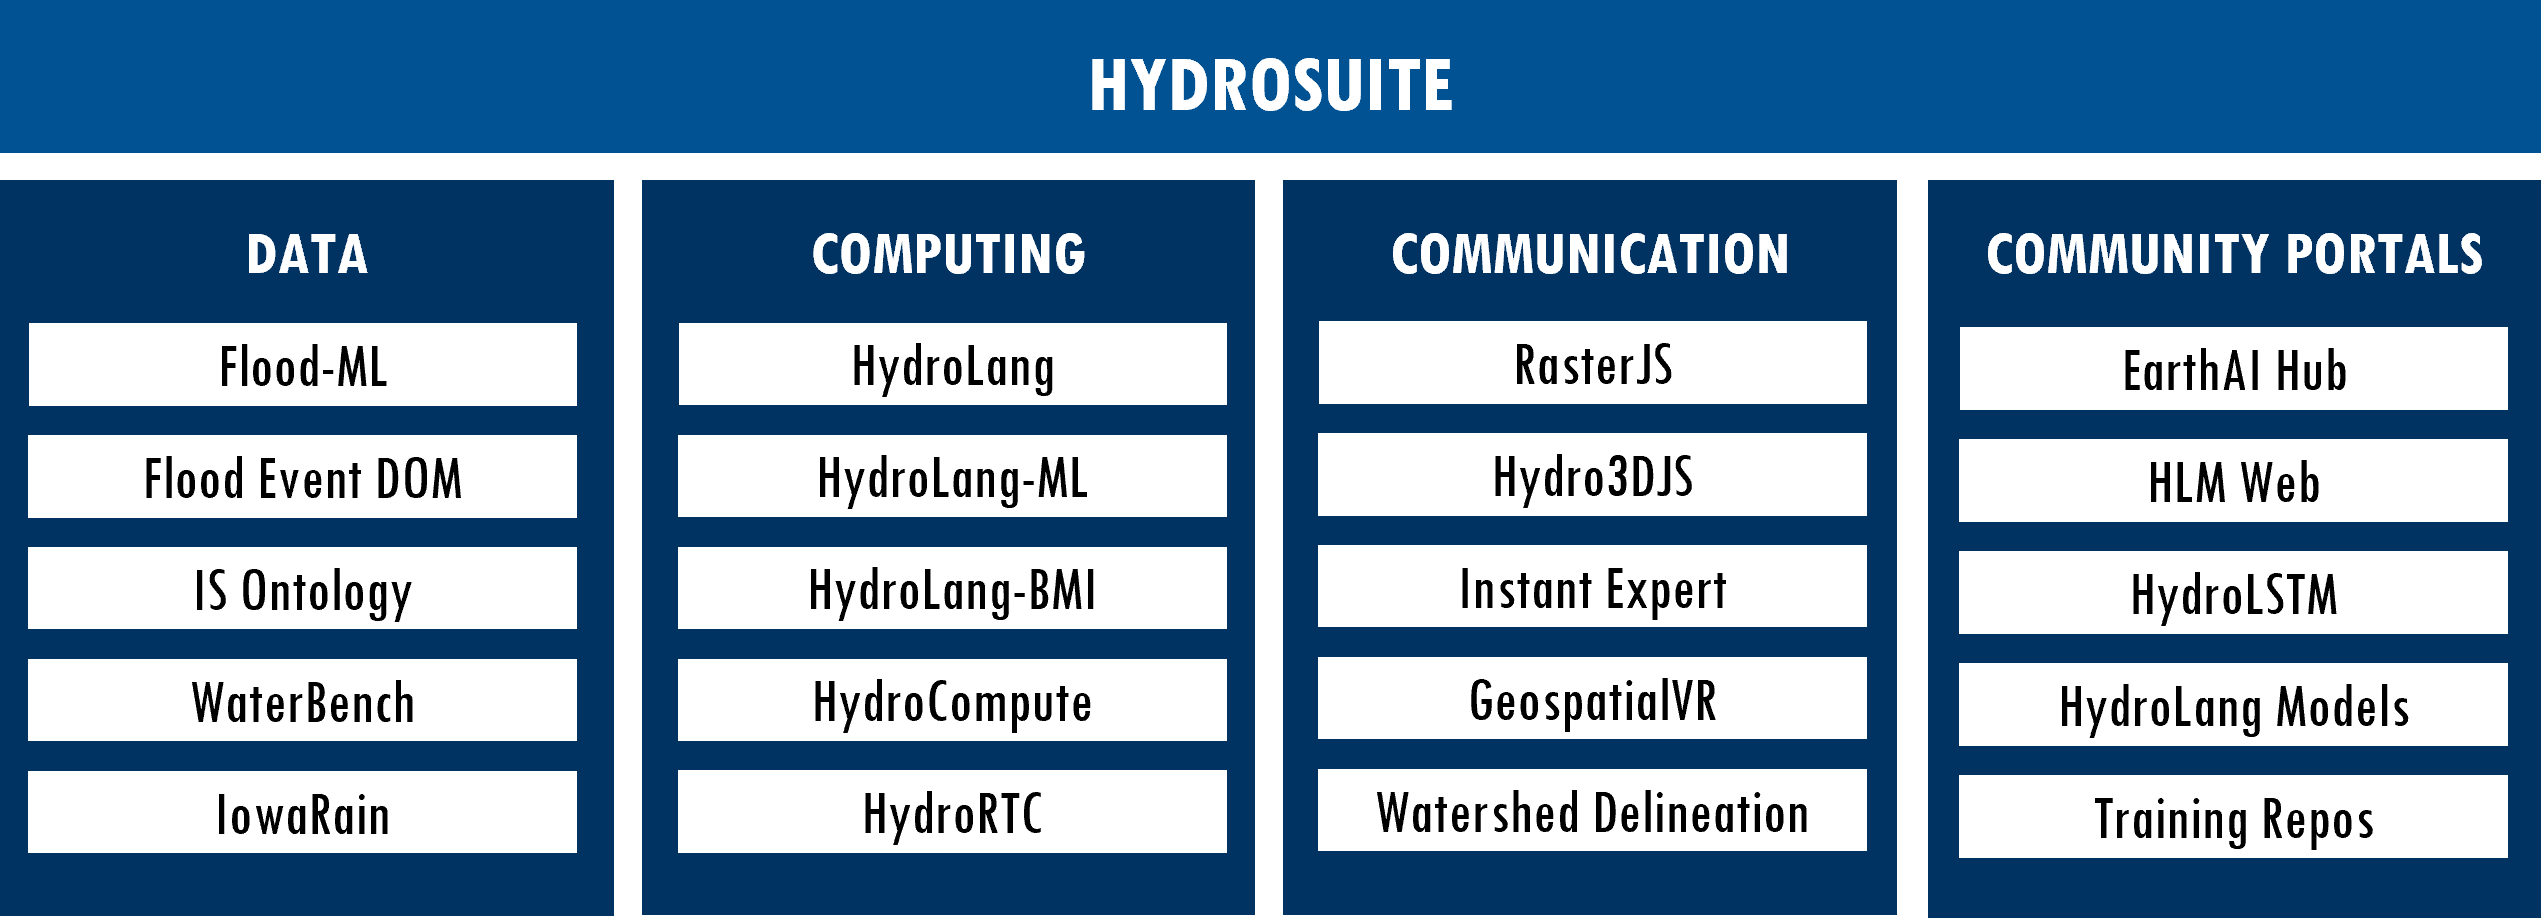 HYDROSUITE
DATA
Flood-ML
Flood Event DOM
IS Ontology
WaterBench
IowaRain
COMPUTING
HydroLang
HydroLang-ML
HydroLang-BMI
HydroCompute
HydroRTC
COMMUNICATION
RasterJS
Hydro3DJS
Instant Expert
GeospatialVR
Watershed Delineation
COMMUNITY PORTALS
EarthAI Hub
HLM Web
HydroLSTM
HydroLang Models
Training Repos